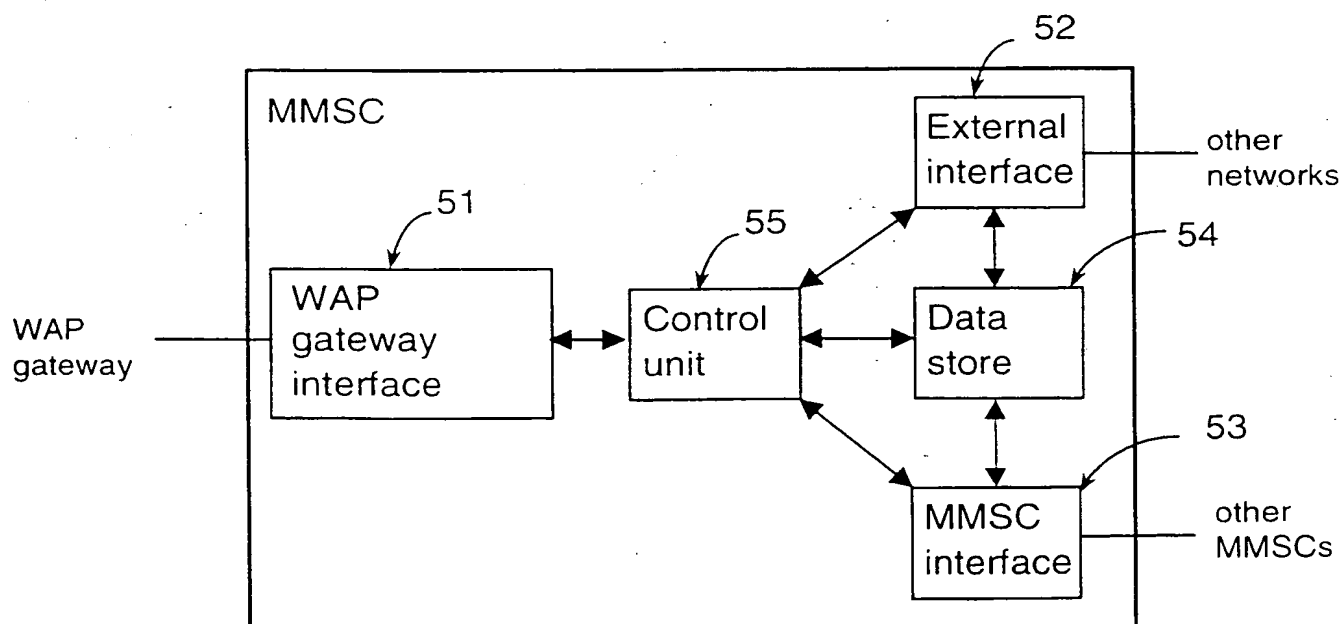 52
MMSC
External
interface
other
networks
51
55
54
WAP
gateway
interface
Control
unit
Data
store
WAP
gateway
53
MMSC
interface
other
MMSCs